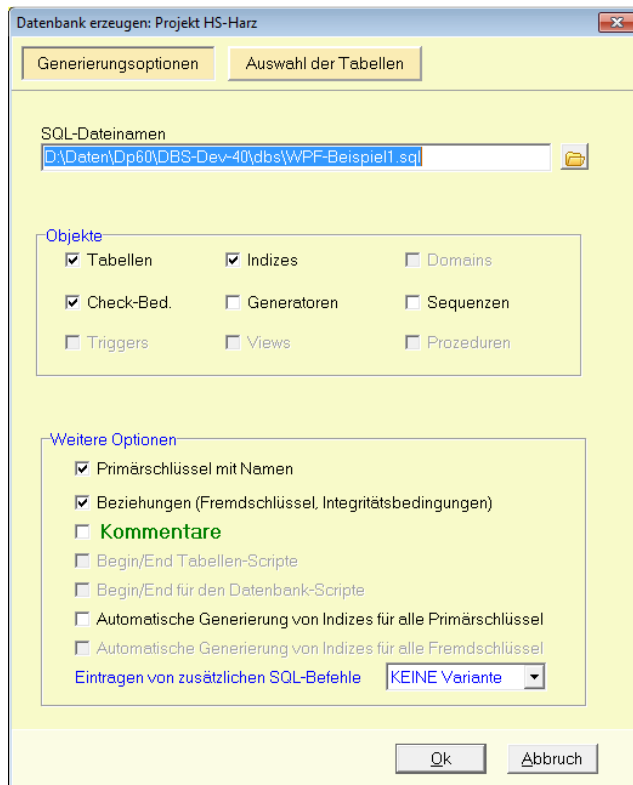 Datenbank erzeugen: Projekt HS-Harz
Generierungsoptionen Auswahl der Tabellen
SQL-Dateinamen
D:\Daten\Dp60\DBS-Dev-40\dbs\WPF-Beispiel1.sql
Objekte
Tabellen Indizes Domains
Check-Bed. Generatoren Sequenzen
Triggers Views Prozeduren
Weitere Optionen
Primärschlüssel mit Namen
Beziehungen (Fremdschlüssel, Integritätsbedingungen)
Kommentare
Begin/End Tabellen-Scripte
Begin/End für den Datenbank-Scripte
Automatische Generierung von Indizes für alle Primärschlüssel
Automatische Generierung von Indizes für alle Fremdschlüssel
Eintragen von zusätzlichen SQL-Befehle KEINE Variante
Ok Abbruch